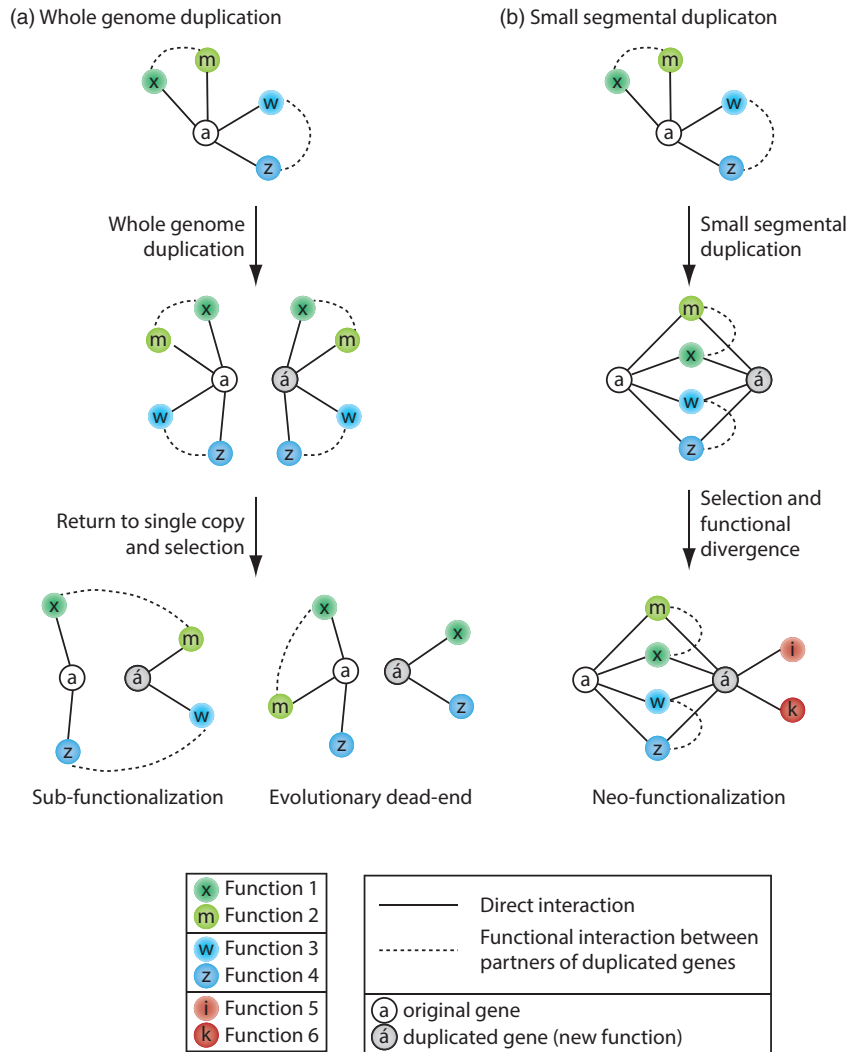 (a) Whole genome duplication
m
x
w
a
z
Whole genome
duplication
x x
m m
a á
w w
z z
Return to single copy
and selection
x
m
a á
w
z
x
x
a á
m
z
z
Sub-functionalization
Evolutionary dead-end
(b) Small segmental duplicaton
m
x
w
a
z
Small segmental
duplication
m
x
a á
w
z
Selection and
functional
divergence
m
i
x
a á
w
k
z
Neo-functionalization
x Function 1
m Function 2
w Function 3
z Function 4
i Function 5
k Function 6
Direct interaction
Functional interaction between
partners of duplicated genes
a original gene
á duplicated gene (new function)